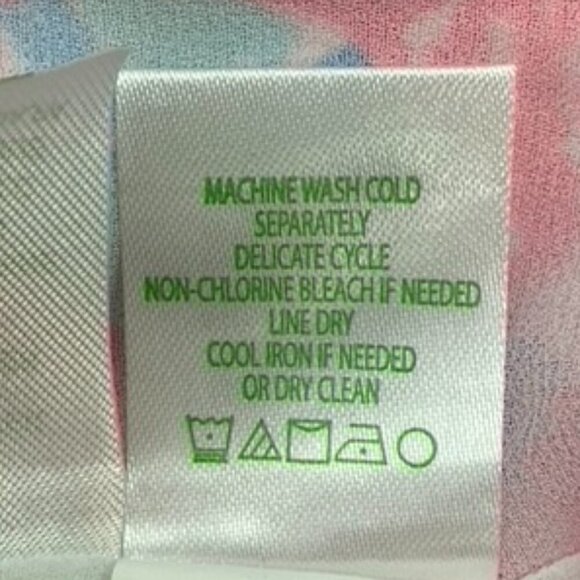 MACHINE WASH COLD
SEPARATELY
DELICATE CYCLE
NON-CHLORINE BLEACH IF NEEDED
LINE DRY
COOL IRON IF NEEDED
OR DRY CLEAN